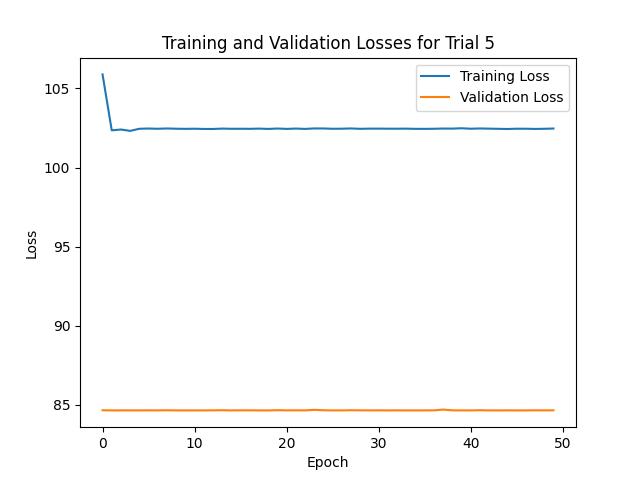 Training and Validation Losses for Trial 5
Training Loss
Validation Loss
105
100
95
90
85
Loss
0 10 20 30 40 50
Epoch